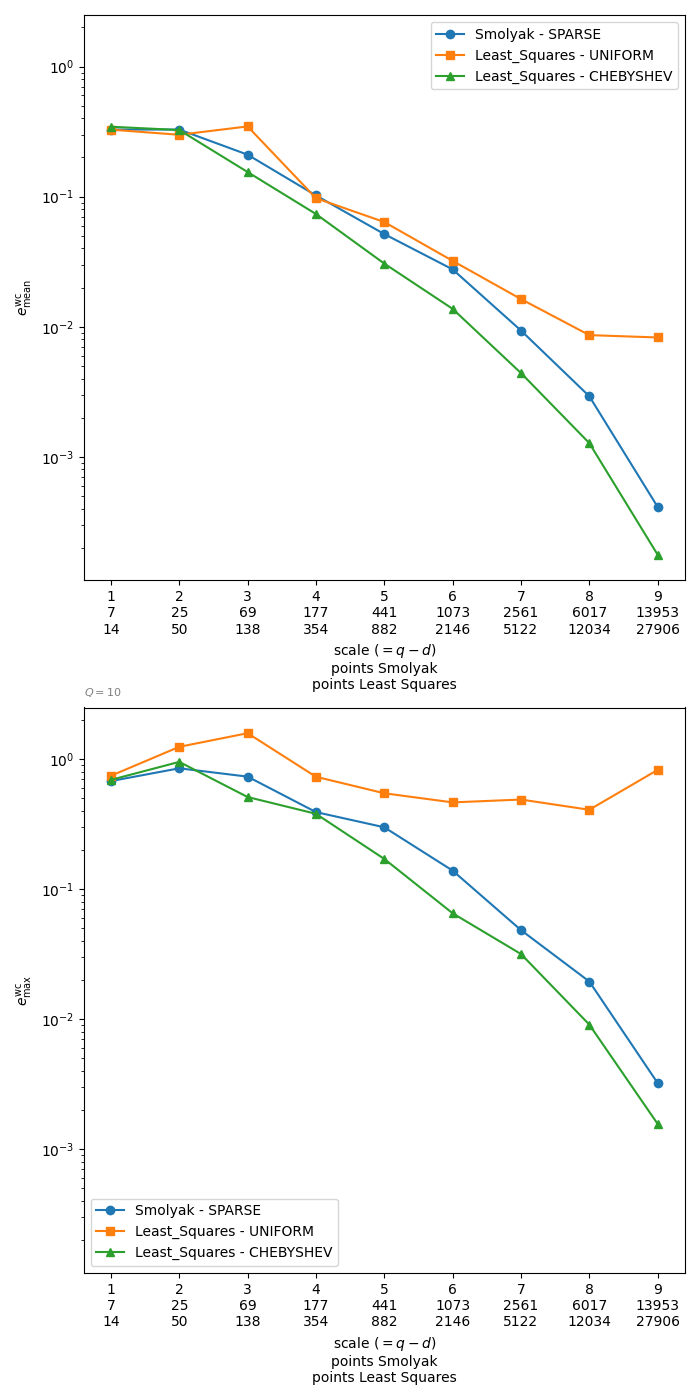 Smolyak - SPARSE
Least_Squares - UNIFORM
Least_Squares - CHEBYSHEV
10⁰
10⁻¹
10⁻²
10⁻³
e^wc_mean
1 2 3 4 5 6 7 8 9
7 25 69 177 441 1073 2561 6017 13953
14 50 138 354 882 2146 5122 12034 27906
scale (= q − d)
points Smolyak
points Least Squares
Q = 10
10⁰
10⁻¹
10⁻²
10⁻³
e^wc_max
Smolyak - SPARSE
Least_Squares - UNIFORM
Least_Squares - CHEBYSHEV
1 2 3 4 5 6 7 8 9
7 25 69 177 441 1073 2561 6017 13953
14 50 138 354 882 2146 5122 12034 27906
scale (= q − d)
points Smolyak
points Least Squares